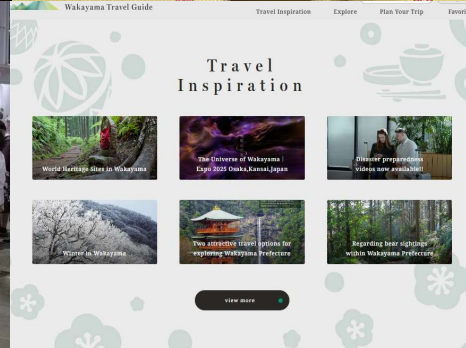 Wakayama Travel Guide
Travel Inspiration Explore Plan Your Trip Favori
Travel
Inspiration
World Heritage Sites in Wakayama
The Universe of Wakayama |
Expo 2025 Osaka,Kansai,Japan
Disaster preparedness
videos now available!!
Winter in Wakayama
Two attractive travel options for
exploring Wakayama Prefecture
Regarding bear sightings
within Wakayama Prefecture
view more